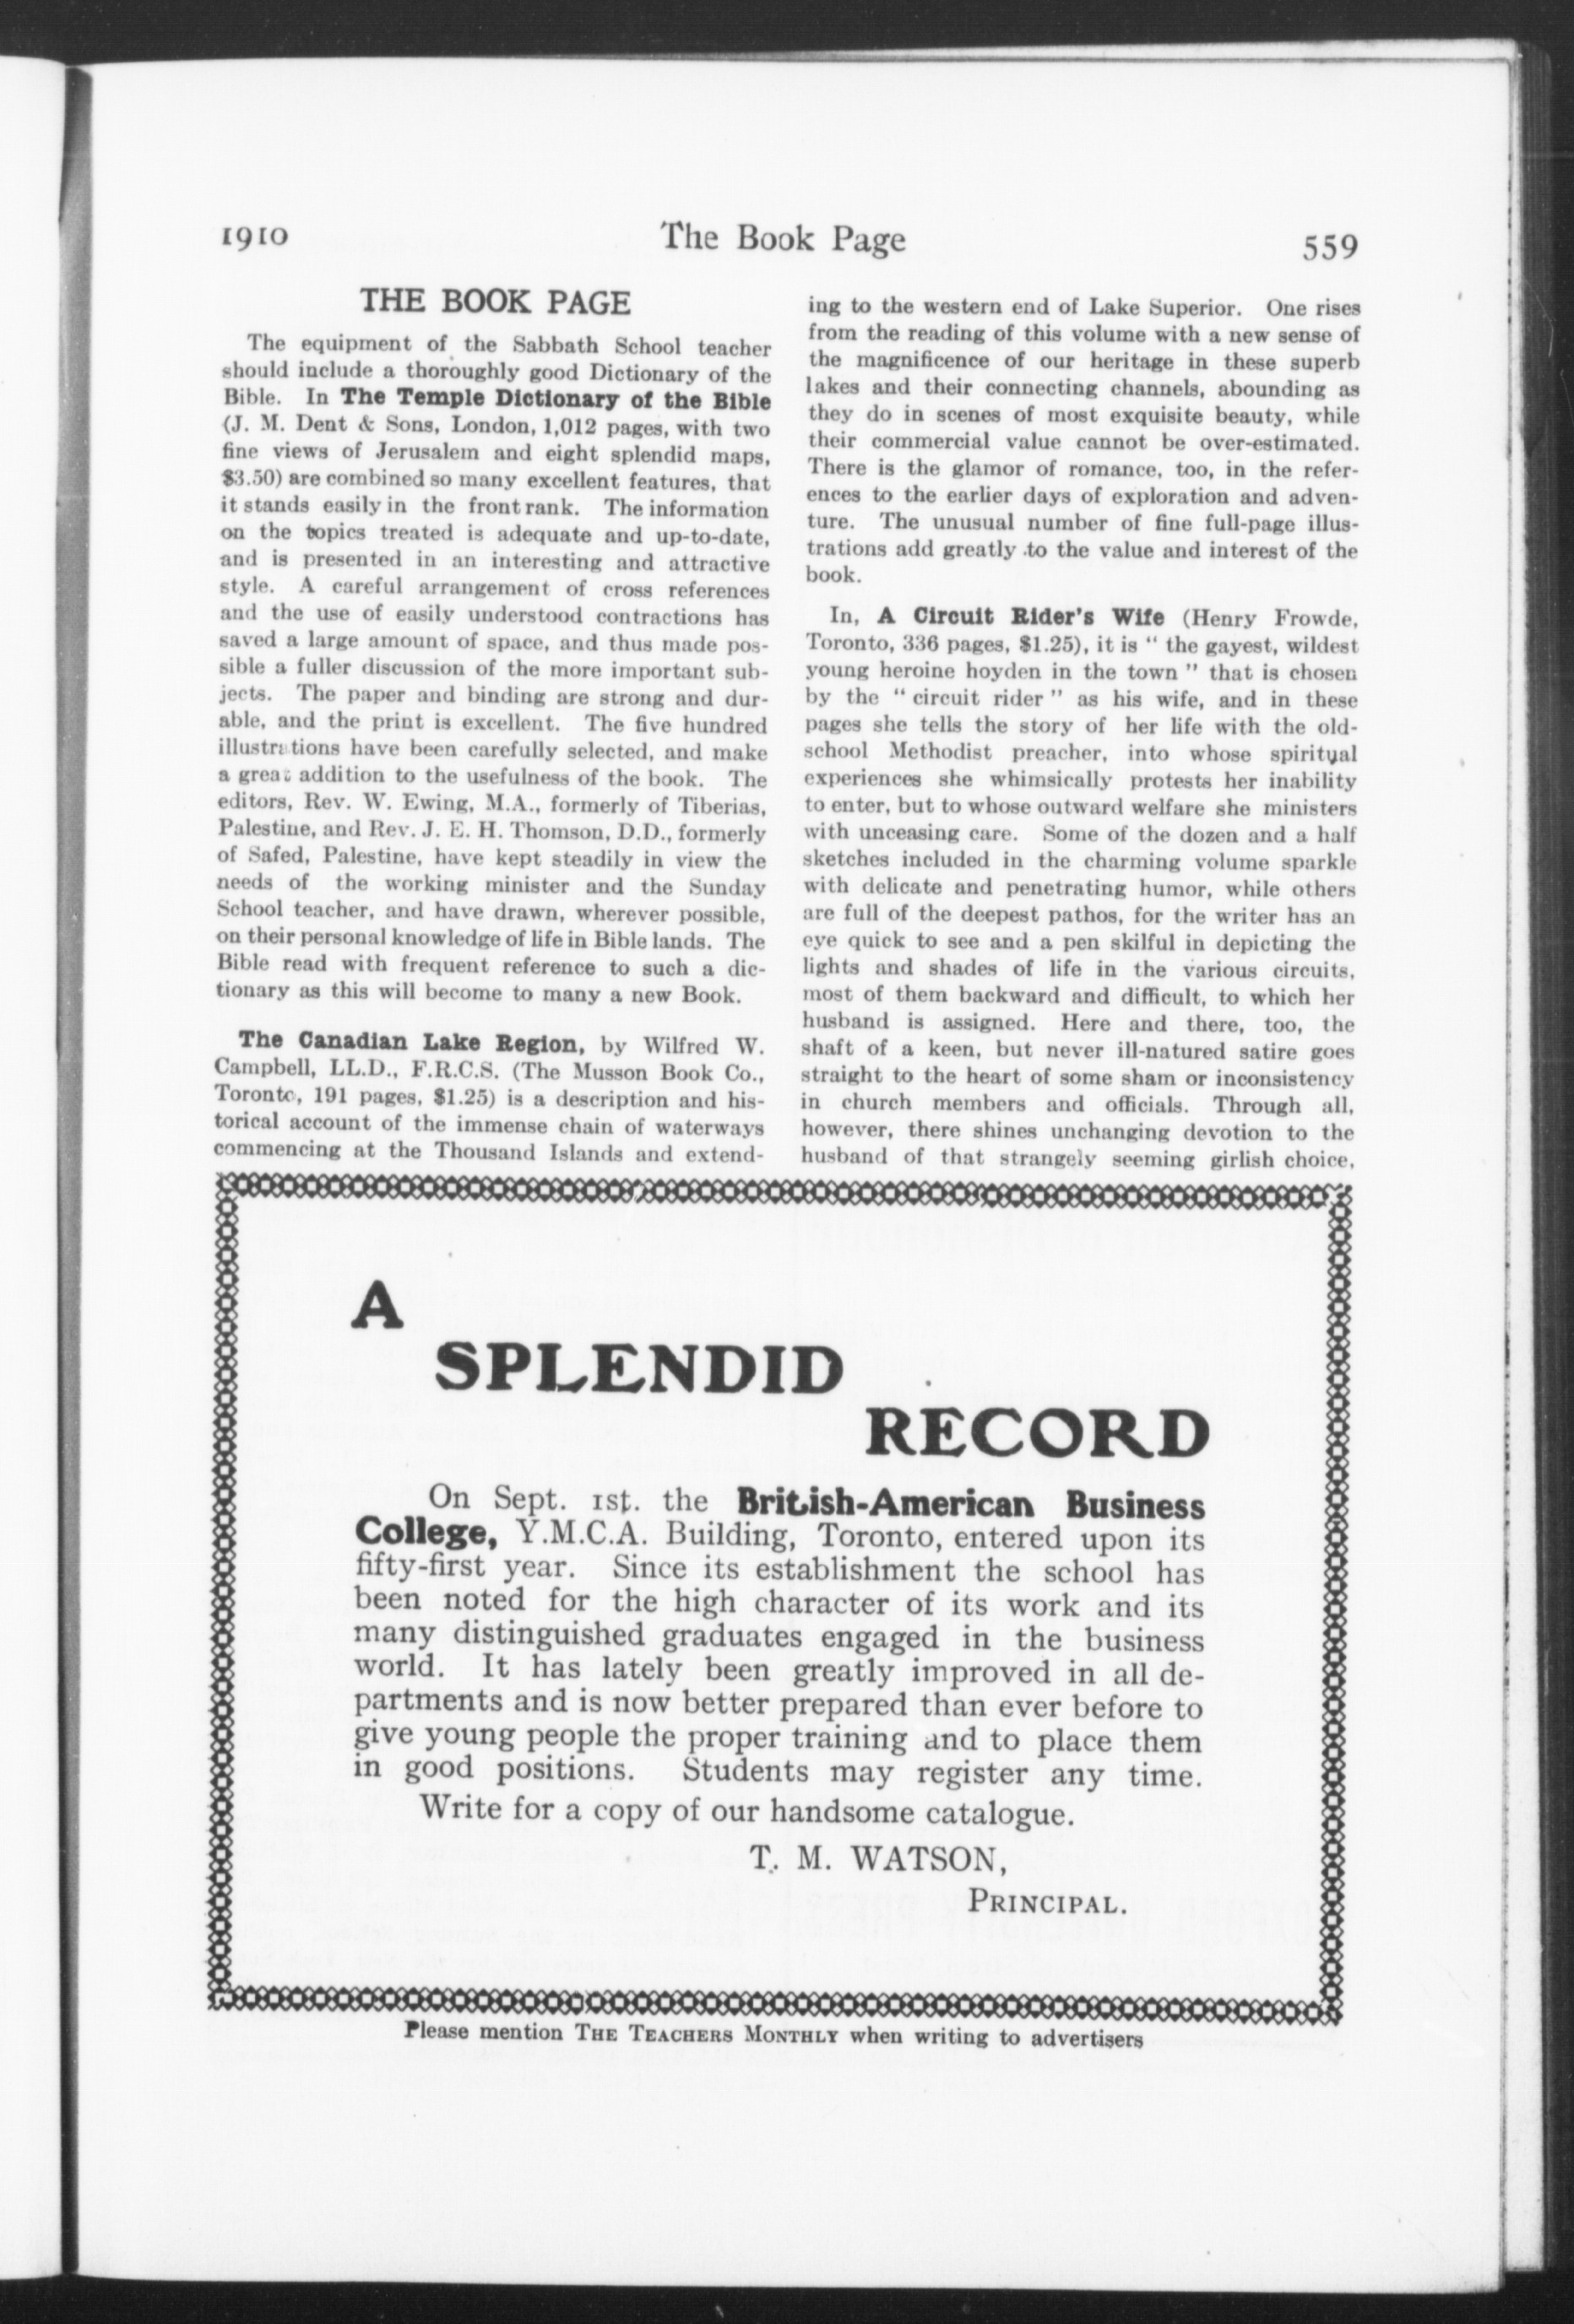 1910
The Book Page
559
THE BOOK PAGE
The equipment of the Sabbath School teacher
should include a thoroughly good Dictionary of the
Bible. In The Temple Dictionary of the Bible
(J. M. Dent & Sons, London, 1,012 pages, with two
fine views of Jerusalem and eight splendid maps,
$3.50) are combined so many excellent features, that
it stands easily in the front rank. The information
on the topics treated is adequate and up-to-date,
and is presented in an interesting and attractive
style. A careful arrangement of cross references
and the use of easily understood contractions has
saved a large amount of space, and thus made pos-
sible a fuller discussion of the more important sub-
jects. The paper and binding are strong and dur-
able, and the print is excellent. The five hundred
illustrations have been carefully selected, and make
a great addition to the usefulness of the book. The
editors, Rev. W. Ewing, M.A., formerly of Tiberias,
Palestine, and Rev. J. E. H. Thomson, D.D., formerly
of Safed, Palestine, have kept steadily in view the
needs of the working minister and the Sunday
School teacher, and have drawn, wherever possible,
on their personal knowledge of life in Bible lands. The
Bible read with frequent reference to such a dic-
tionary as this will become to many a new Book.
The Canadian Lake Region, by Wilfred W.
Campbell, LL.D., F.R.C.S. (The Musson Book Co.,
Toronto, 191 pages, $1.25) is a description and his-
torical account of the immense chain of waterways
commencing at the Thousand Islands and extend-
ing to the western end of Lake Superior. One rises
from the reading of this volume with a new sense of
the magnificence of our heritage in these superb
lakes and their connecting channels, abounding as
they do in scenes of most exquisite beauty, while
their commercial value cannot be over-estimated.
There is the glamor of romance, too, in the refer-
ences to the earlier days of exploration and adven-
ture. The unusual number of fine full-page illus-
trations add greatly to the value and interest of the
book.
In, A Circuit Rider's Wife (Henry Frowde,
Toronto, 336 pages, $1.25), it is " the gayest, wildest
young heroine hoyden in the town " that is chosen
by the " circuit rider " as his wife, and in these
pages she tells the story of her life with the old-
school Methodist preacher, into whose spiritual
experiences she whimsically protests her inability
to enter, but to whose outward welfare she ministers
with unceasing care. Some of the dozen and a half
sketches included in the charming volume sparkle
with delicate and penetrating humor, while others
are full of the deepest pathos, for the writer has an
eye quick to see and a pen skilful in depicting the
lights and shades of life in the various circuits,
most of them backward and difficult, to which her
husband is assigned. Here and there, too, the
shaft of a keen, but never ill-natured satire goes
straight to the heart of some sham or inconsistency
in church members and officials. Through all,
however, there shines unchanging devotion to the
husband of that strangely seeming girlish choice,
A
SPLENDID
RECORD
On Sept. 1st. the British-American Business
College, Y.M.C.A. Building, Toronto, entered upon its
fifty-first year. Since its establishment the school has
been noted for the high character of its work and its
many distinguished graduates engaged in the business
world. It has lately been greatly improved in all de-
partments and is now better prepared than ever before to
give young people the proper training and to place them
in good positions. Students may register any time.
Write for a copy of our handsome catalogue.
T. M. WATSON,
PRINCIPAL.
Please mention THE TEACHERS MONTHLY when writing to advertisers